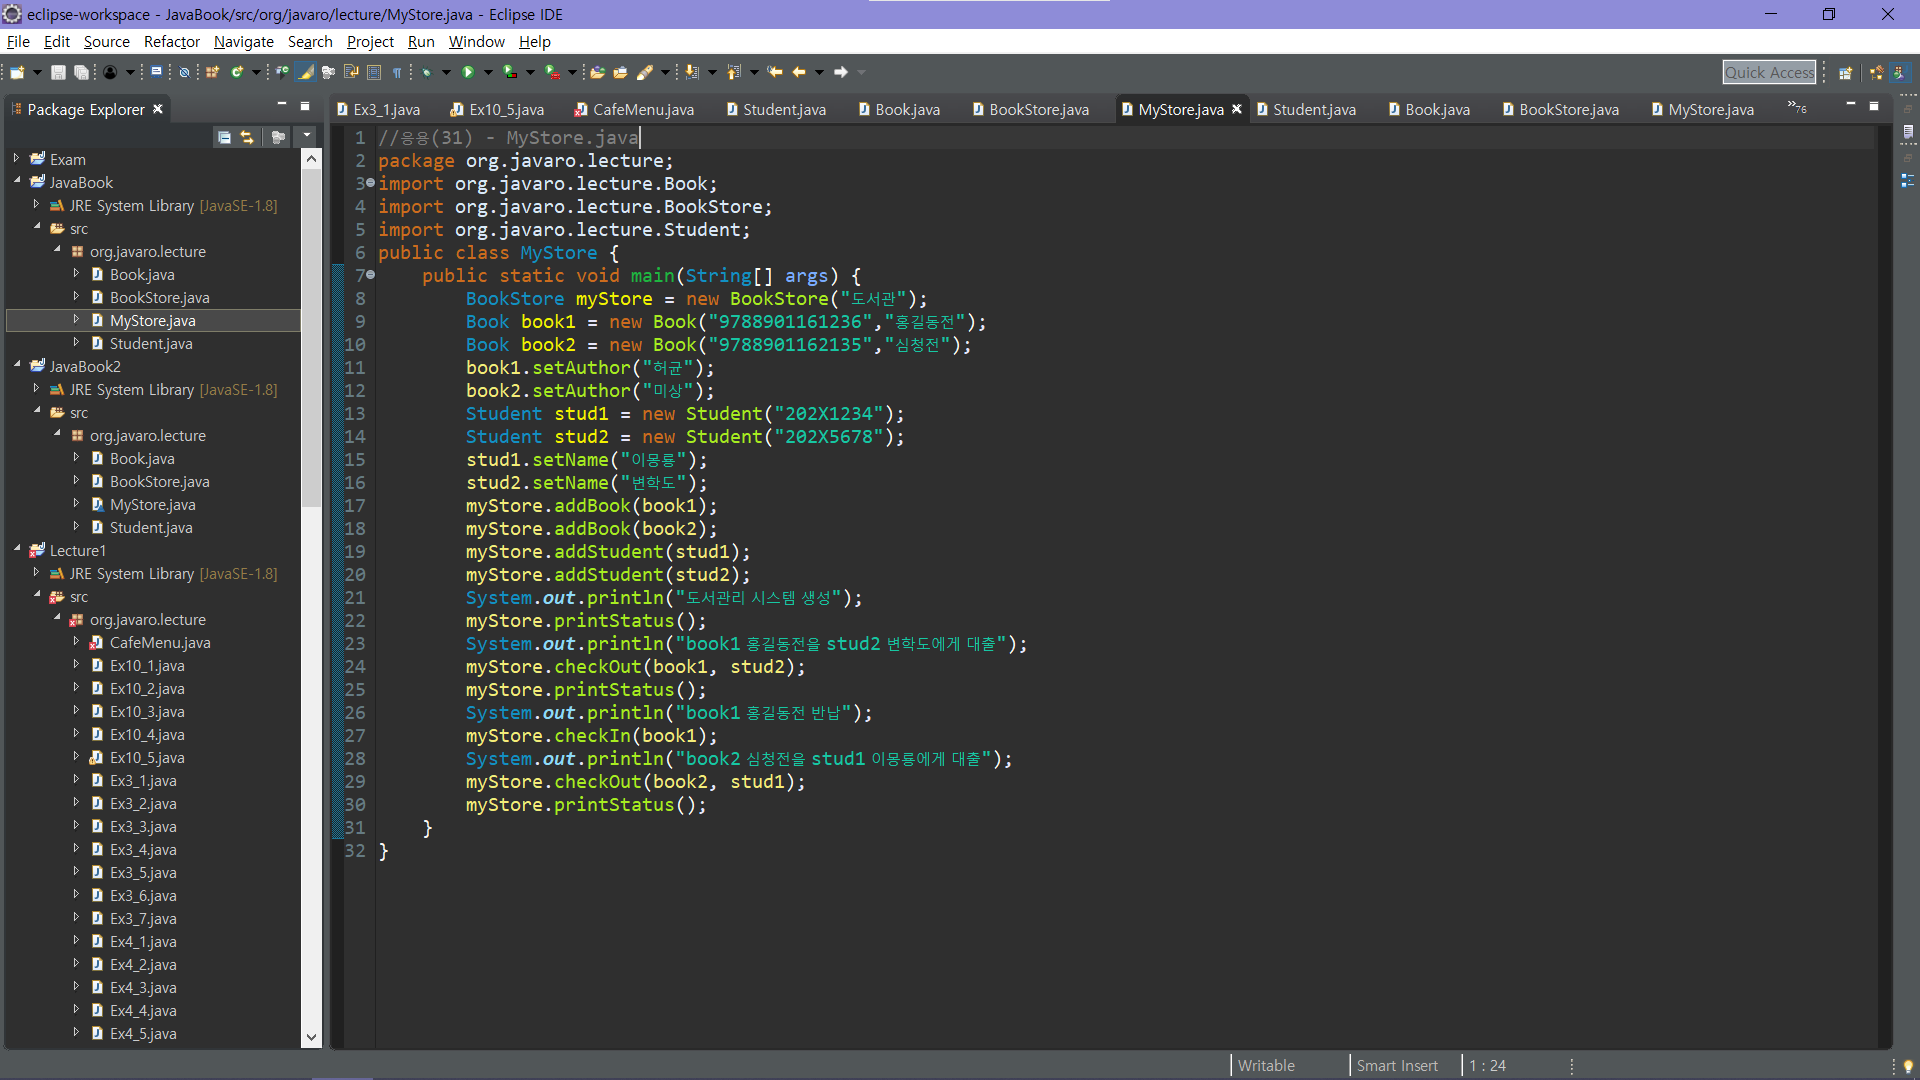 eclipse-workspace - JavaBook/src/org/javaro/lecture/MyStore.java - Eclipse IDE
File Edit Source Refactor Navigate Search Project Run Window Help
Quick Access
Package Explorer
Exam
JavaBook
JRE System Library [JavaSE-1.8]
src
org.javaro.lecture
Book.java
BookStore.java
MyStore.java
Student.java
JavaBook2
JRE System Library [JavaSE-1.8]
src
org.javaro.lecture
Book.java
BookStore.java
MyStore.java
Student.java
Lecture1
JRE System Library [JavaSE-1.8]
src
org.javaro.lecture
CafeMenu.java
Ex10_1.java
Ex10_2.java
Ex10_3.java
Ex10_4.java
Ex10_5.java
Ex3_1.java
Ex3_2.java
Ex3_3.java
Ex3_4.java
Ex3_5.java
Ex3_6.java
Ex3_7.java
Ex4_1.java
Ex4_2.java
Ex4_3.java
Ex4_4.java
Ex4_5.java
Ex3_1.java Ex10_5.java CafeMenu.java Student.java Book.java BookStore.java MyStore.java Student.java Book.java BookStore.java MyStore.java »76
1 //응용(31) - MyStore.java
2 package org.javaro.lecture;
3 import org.javaro.lecture.Book;
4 import org.javaro.lecture.BookStore;
5 import org.javaro.lecture.Student;
6 public class MyStore {
7     public static void main(String[] args) {
8         BookStore myStore = new BookStore("도서관");
9         Book book1 = new Book("9788901161236","홍길동전");
10         Book book2 = new Book("9788901162135","심청전");
11         book1.setAuthor("허균");
12         book2.setAuthor("미상");
13         Student stud1 = new Student("202X1234");
14         Student stud2 = new Student("202X5678");
15         stud1.setName("이몽룡");
16         stud2.setName("변학도");
17         myStore.addBook(book1);
18         myStore.addBook(book2);
19         myStore.addStudent(stud1);
20         myStore.addStudent(stud2);
21         System.out.println("도서관리 시스템 생성");
22         myStore.printStatus();
23         System.out.println("book1 홍길동전을 stud2 변학도에게 대출");
24         myStore.checkOut(book1, stud2);
25         myStore.printStatus();
26         System.out.println("book1 홍길동전 반납");
27         myStore.checkIn(book1);
28         System.out.println("book2 심청전을 stud1 이몽룡에게 대출");
29         myStore.checkOut(book2, stud1);
30         myStore.printStatus();
31     }
32 }
Writable Smart Insert 1 : 24